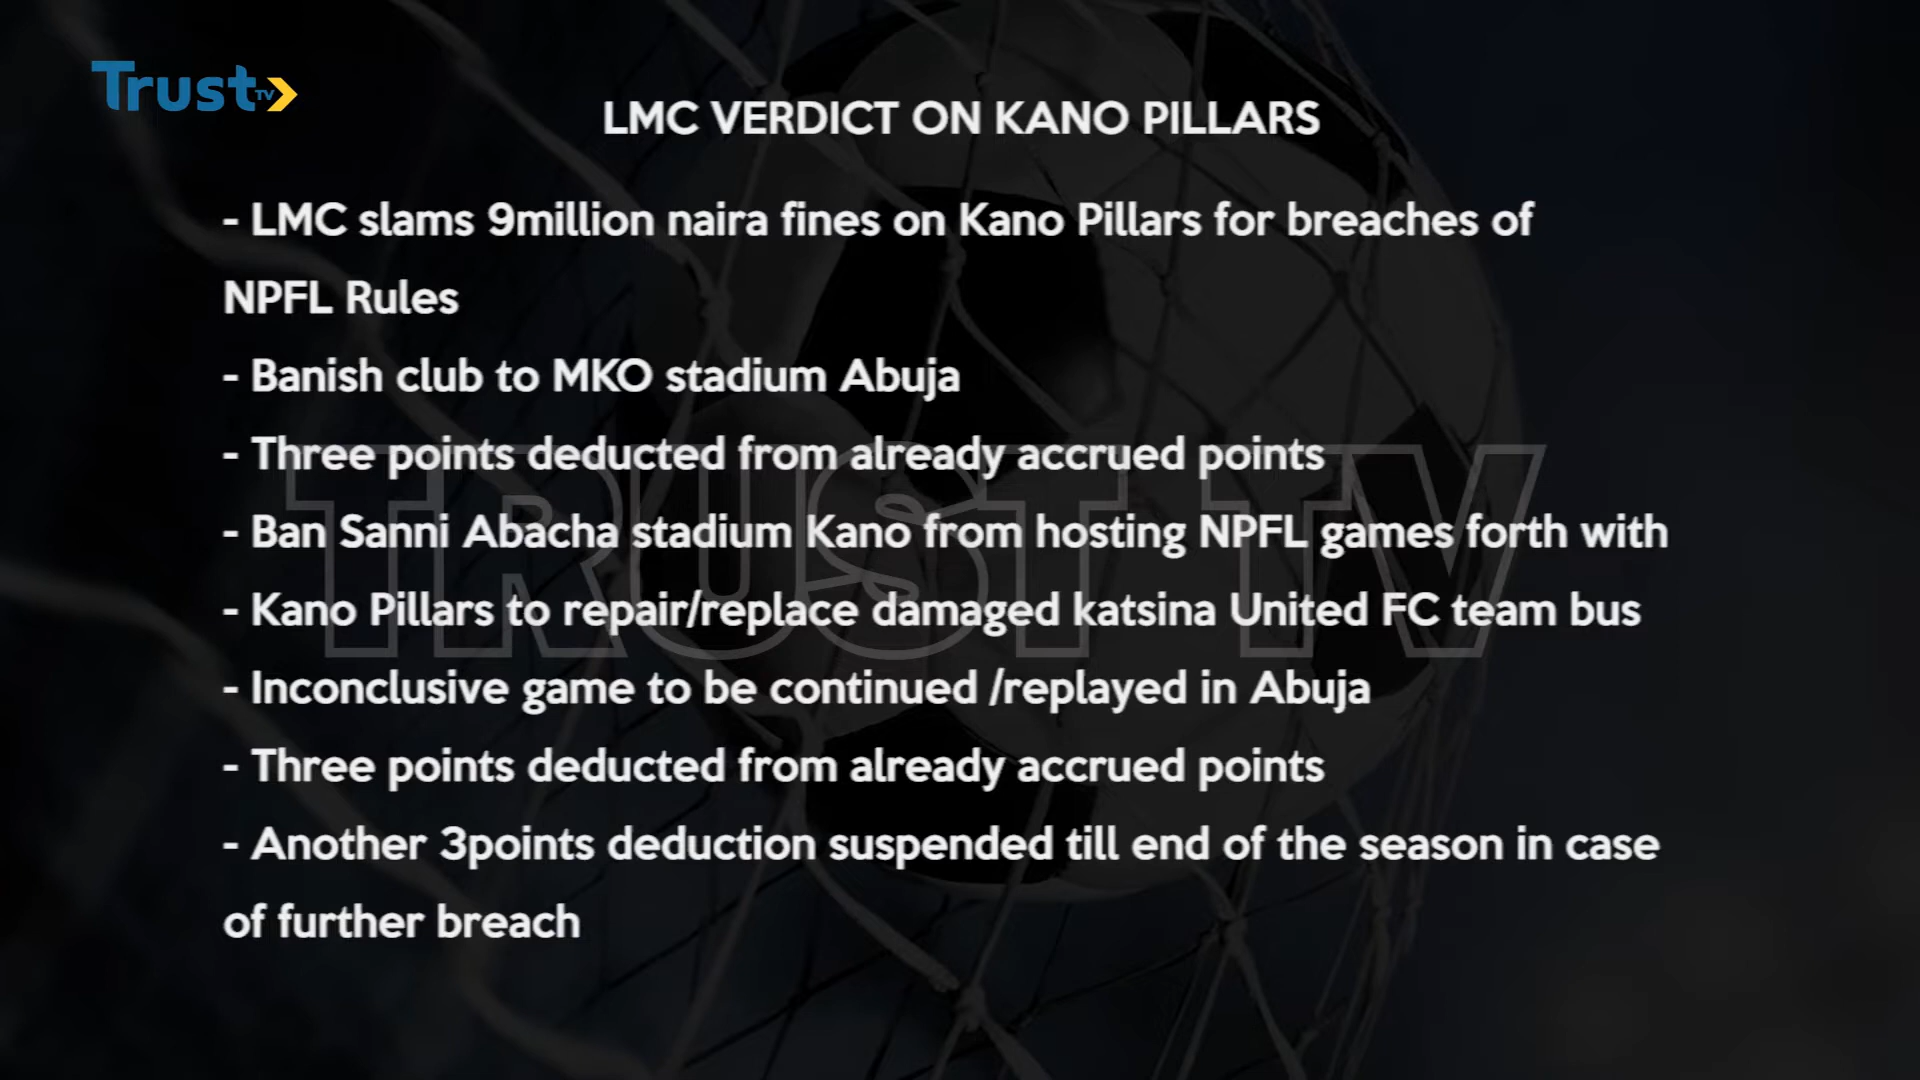 Trust TV
LMC VERDICT ON KANO PILLARS
- LMC slams 9million naira fines on Kano Pillars for breaches of
NPFL Rules
- Banish club to MKO stadium Abuja
- Three points deducted from already accrued points
- Ban Sanni Abacha stadium Kano from hosting NPFL games forth with
- Kano Pillars to repair/replace damaged katsina United FC team bus
- Inconclusive game to be continued /replayed in Abuja
- Three points deducted from already accrued points
- Another 3points deduction suspended till end of the season in case
of further breach
TRUST TV